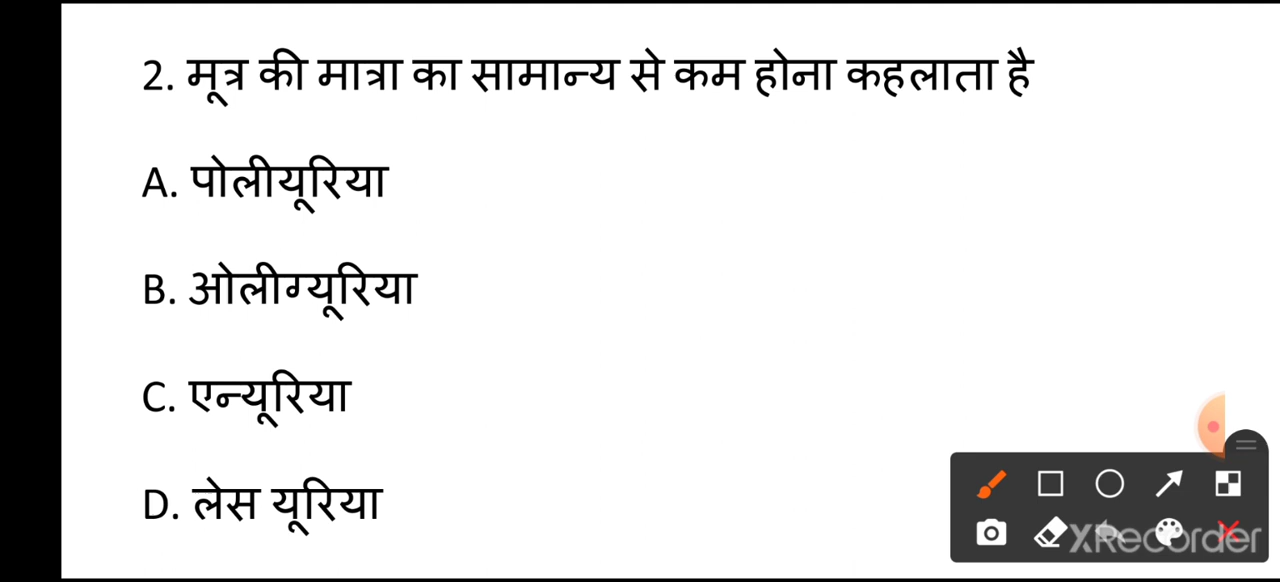 2. मूत्र की मात्रा का सामान्य से कम होना कहलाता है
A. पोलीयूरिया
B. ओलीग्यूरिया
C. एन्यूरिया
D. लेस यूरिया
XRecorder